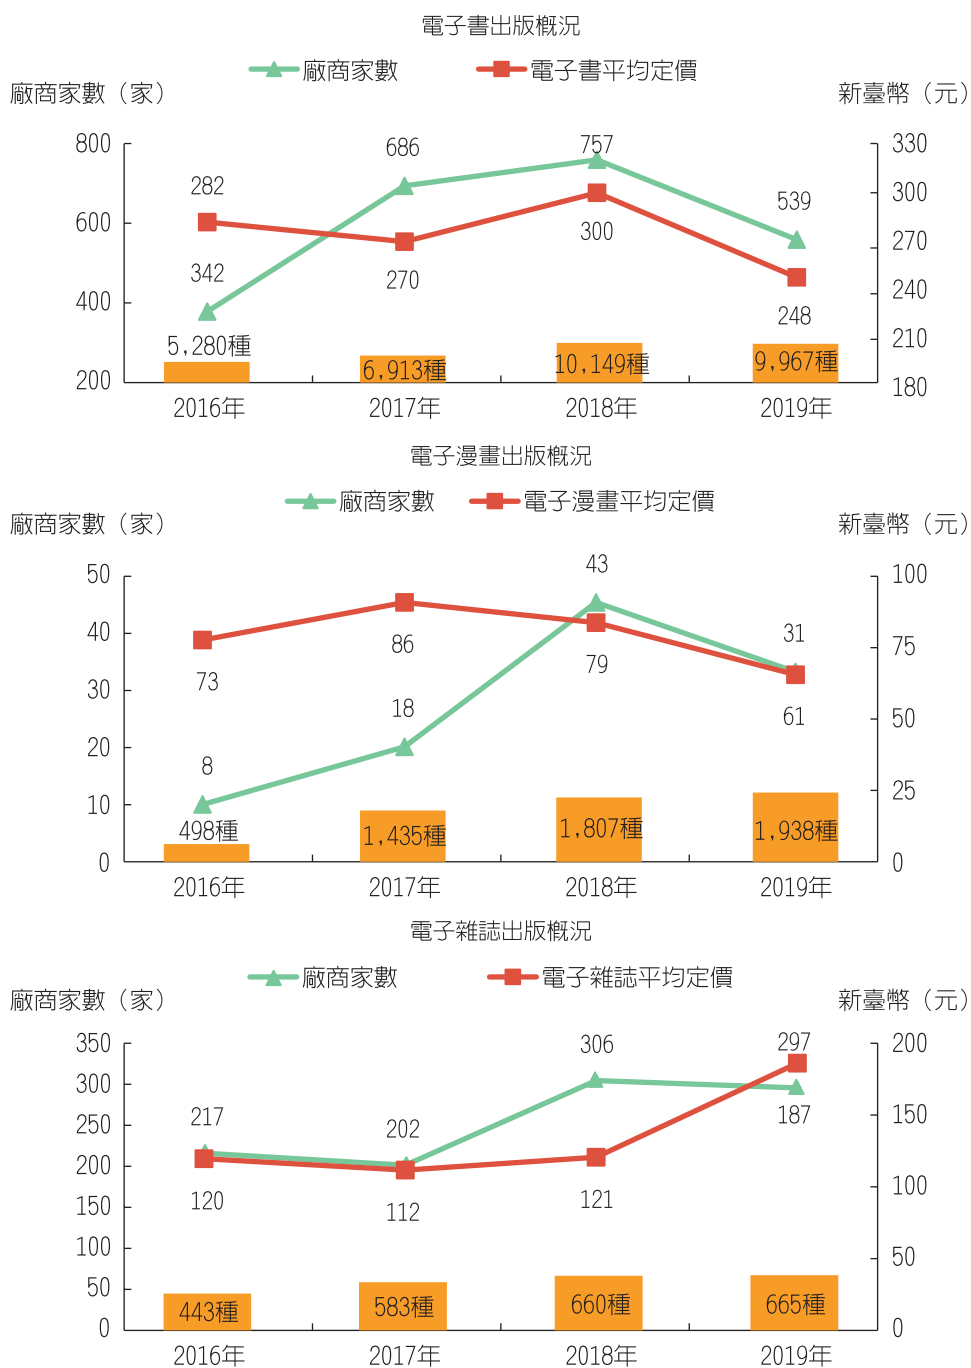 電子書出版概況
廠商家數 電子書平均定價
廠商家數（家） 新臺幣（元）
800 686 757 330
282 539 300
600 300 270
342 270 248 240
400 5,280種 210
200 6,913種 10,149種 9,967種 180
2016年 2017年 2018年 2019年
電子漫畫出版概況
廠商家數 電子漫畫平均定價
廠商家數（家） 新臺幣（元）
50 43 100
40 86 31 75
30 73 18 79 61 50
20 8
10 498種 1,435種 1,807種 1,938種 25
0 0
2016年 2017年 2018年 2019年
電子雜誌出版概況
廠商家數 電子雜誌平均定價
廠商家數（家） 新臺幣（元）
350 306 297 200
300
250 217 202 187 150
200
150 120 112 121 100
100
50 443種 583種 660種 665種 50
0 0
2016年 2017年 2018年 2019年